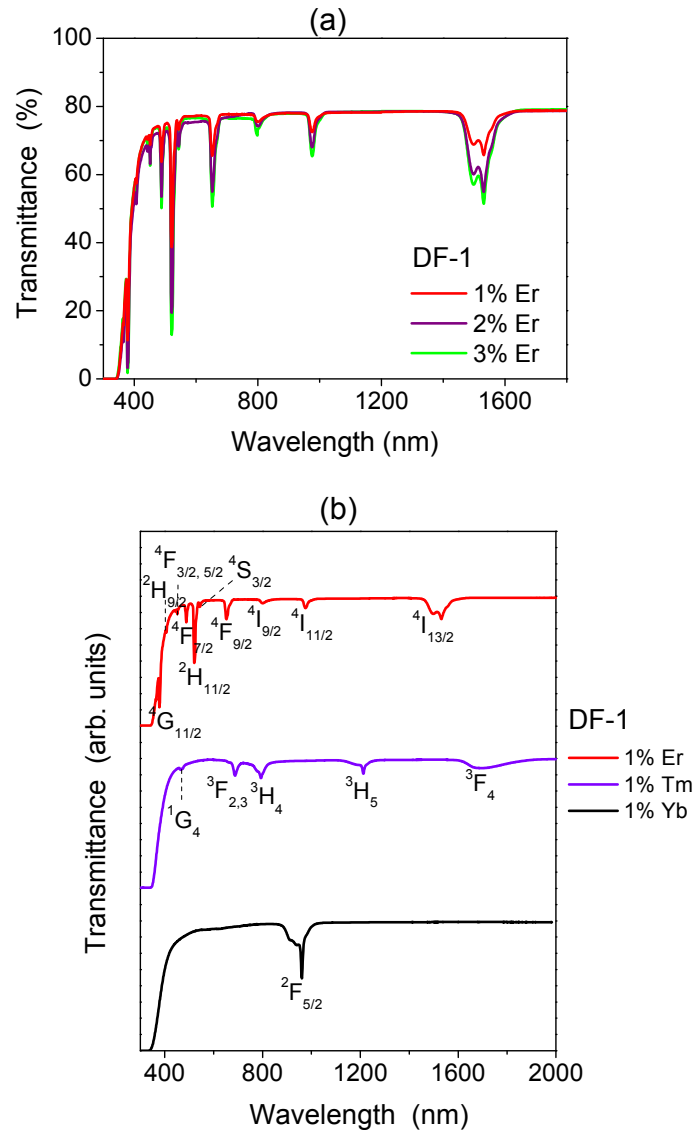 (a)
100
80
60
40
20
0
Transmittance (%)
DF-1
1% Er
2% Er
3% Er
400 800 1200 1600
Wavelength (nm)
(b)
⁴F₃/₂, ₅/₂
⁴S₃/₂
²H₉/₂
⁴F₇/₂
⁴F₉/₂
⁴I₉/₂
⁴I₁₁/₂
⁴I₁₃/₂
²H₁₁/₂
⁴G₁₁/₂
DF-1
1% Er
1% Tm
1% Yb
³F₂,₃
³H₄
³H₅
³F₄
¹G₄
²F₅/₂
Transmittance (arb. units)
400 800 1200 1600 2000
Wavelength (nm)